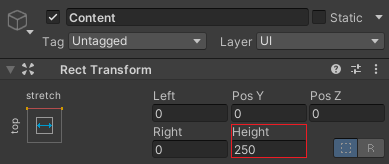 Content Static
Tag Untagged Layer UI
Rect Transform
stretch
Left Pos Y Pos Z
top 0 0 0
Right Height
0 250 R